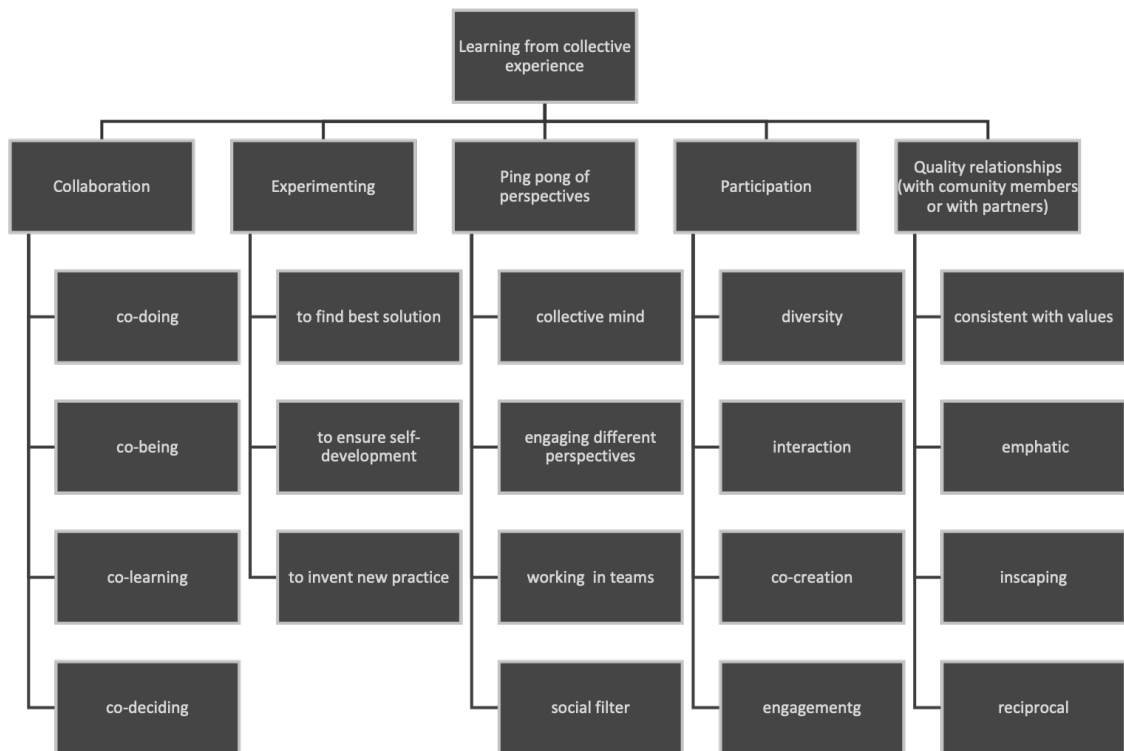 Learning from collective
experience
Collaboration
Experimenting
Ping pong of
perspectives
Participation
Quality relationships
(with comunity members
or with partners)
co-doing
to find best solution
collective mind
diversity
consistent with values
co-being
to ensure self-
development
engaging different
perspectives
interaction
emphatic
co-learning
to invent new practice
working in teams
co-creation
inscaping
co-deciding
social filter
engagementg
reciprocal